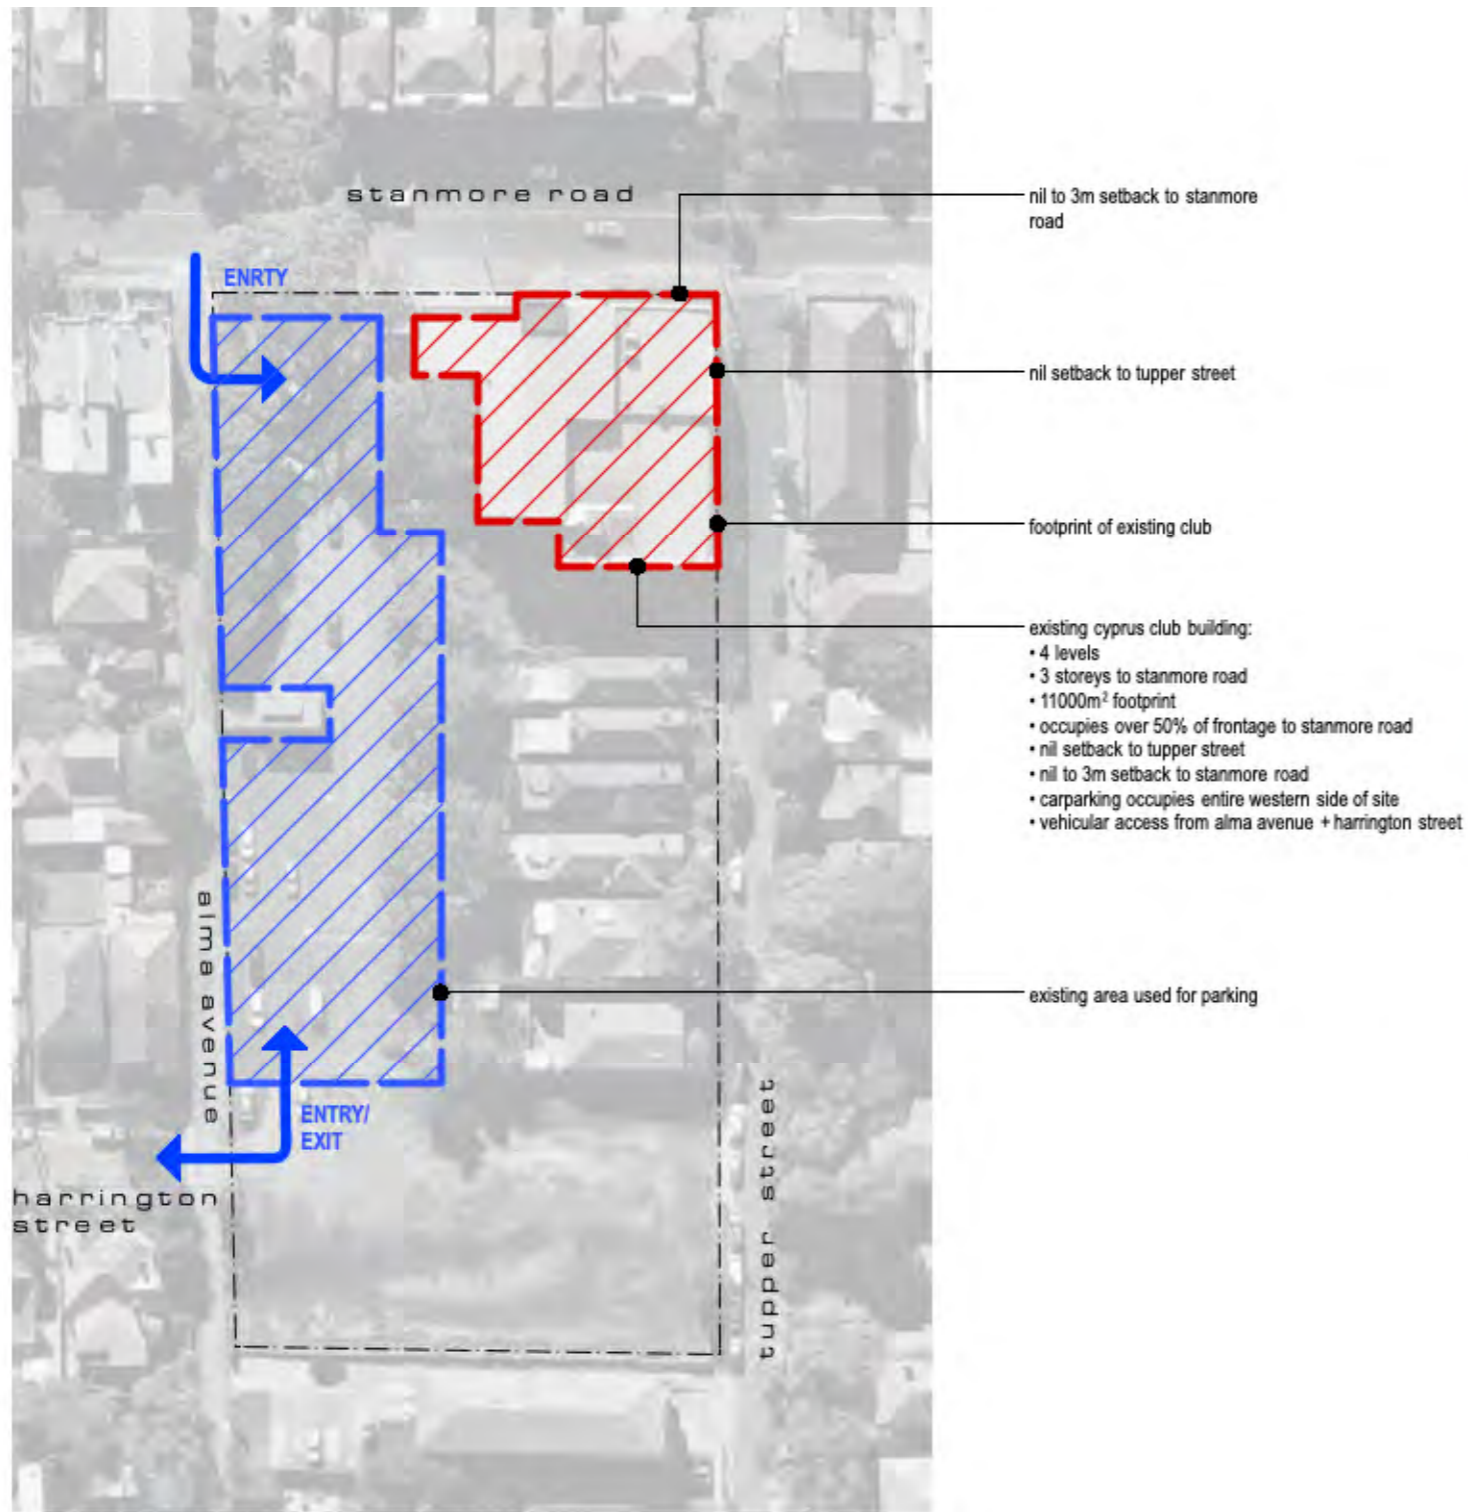 stanmore road
nil to 3m setback to stanmore
road
ENRTY
nil setback to tupper street
footprint of existing club
existing cyprus club building:
• 4 levels
• 3 storeys to stanmore road
• 11000m² footprint
• occupies over 50% of frontage to stanmore road
• nil setback to tupper street
• nil to 3m setback to stanmore road
• carparking occupies entire western side of site
• vehicular access from alma avenue + harrington street
alma avenue
existing area used for parking
ENTRY/
EXIT
tupper street
harrington
street